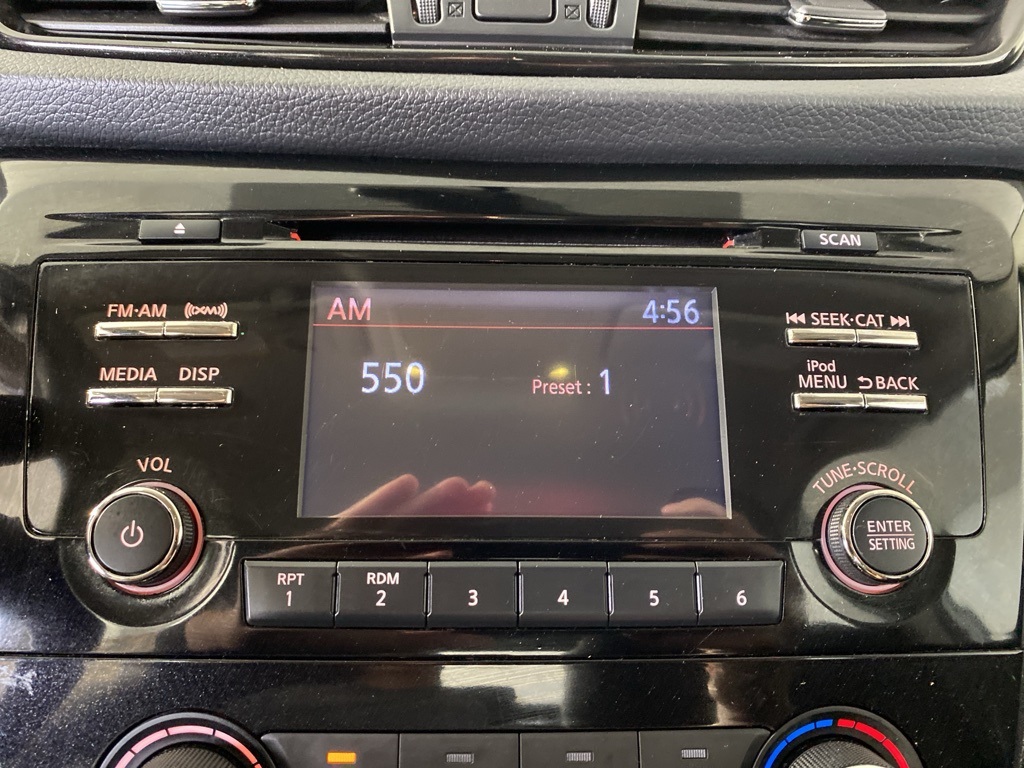 SCAN
FM·AM ((XM))
MEDIA DISP
VOL
AM 4:56
550 Preset : 1
SEEK·CAT
iPod
MENU BACK
TUNE·SCROLL
ENTER
SETTING
RPT
1
RDM
2
3
4
5
6